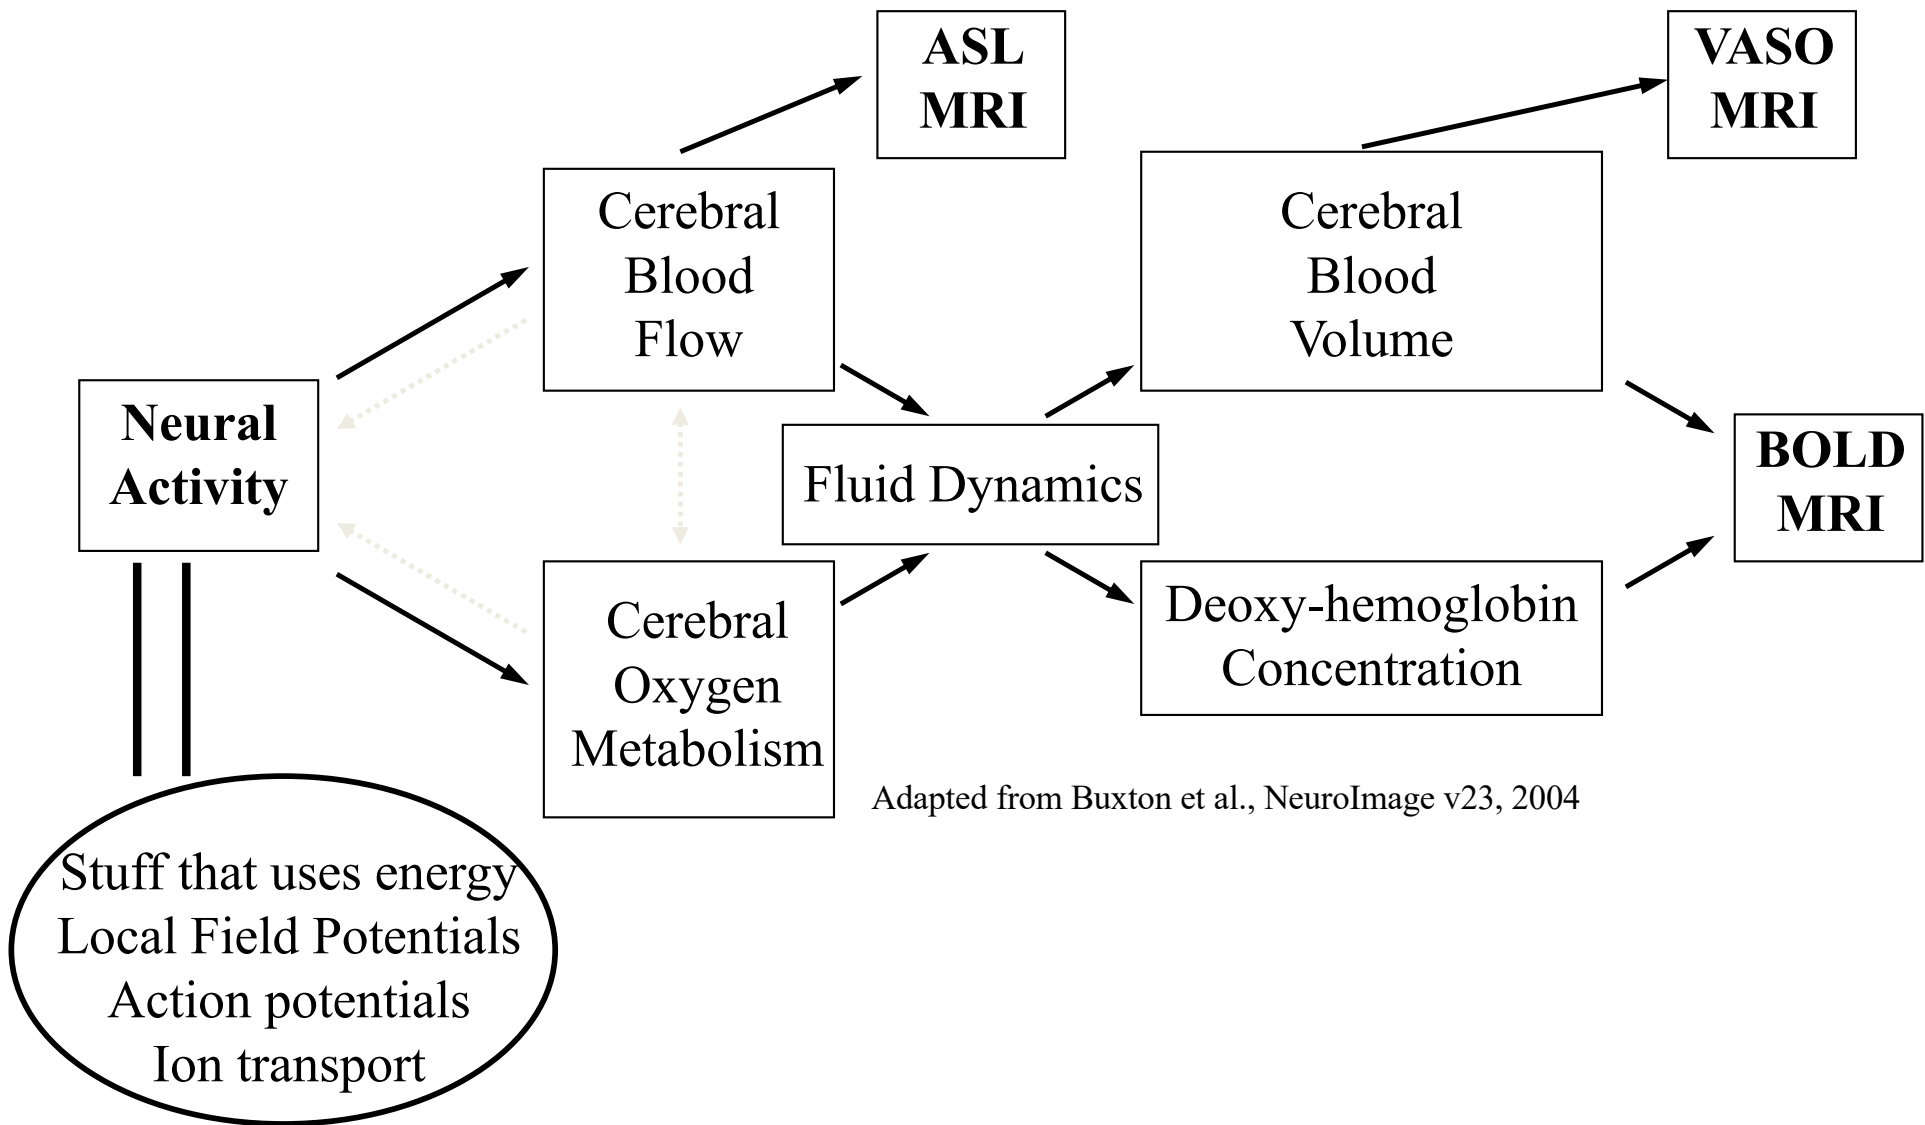 ASL
MRI
VASO
MRI
Cerebral
Blood
Flow
Cerebral
Blood
Volume
Neural
Activity
Fluid Dynamics
BOLD
MRI
Cerebral
Oxygen
Metabolism
Deoxy-hemoglobin
Concentration
Adapted from Buxton et al., NeuroImage v23, 2004
Stuff that uses energy
Local Field Potentials
Action potentials
Ion transport